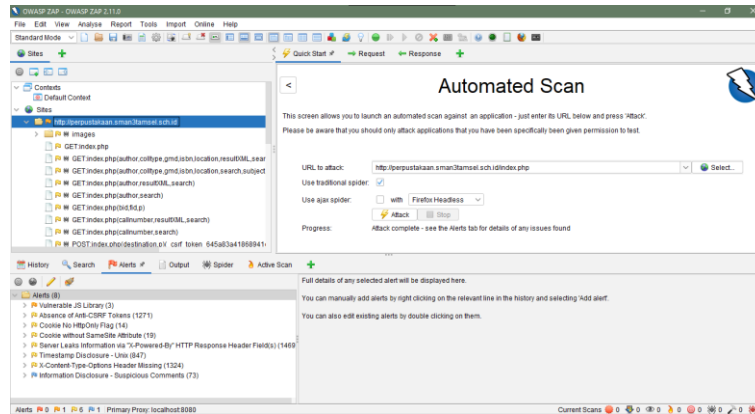 OWASP ZAP - OWASP ZAP 2.11.0
File Edit View Analyse Report Tools Import Online Help
Standard Mode
Sites
Quick Start Request Response
Contexts
Default Context
Sites
http://perpustakaan.sman3tamsel.sch.id
images
GET:index.php
GET:index.php(author,colltype,gmd,isbn,location,resultXML,sear
GET:index.php(author,colltype,gmd,isbn,location,search,subject
GET:index.php(author,resultXML,search)
GET:index.php(author,search)
GET:index.php(bid,fid,p)
GET:index.php(callnumber,resultXML,search)
GET:index.php(callnumber,search)
<
Automated Scan
This screen allows you to launch an automated scan against an application - just enter its URL below and press 'Attack'.
Please be aware that you should only attack applications that you have been specifically been given permission to test.
URL to attack: http://perpustakaan.sman3tamsel.sch.id/index.php Select...
Use traditional spider:
Use ajax spider: with Firefox Headless
Attack Stop
Progress: Attack complete - see the Alerts tab for details of any issues found
History Search Alerts Output Spider Active Scan
Alerts (8)
Vulnerable JS Library (3)
Absence of Anti-CSRF Tokens (1271)
Cookie No HttpOnly Flag (14)
Cookie without SameSite Attribute (19)
Server Leaks Information via "X-Powered-By" HTTP Response Header Field(s) (1469
Timestamp Disclosure - Unix (847)
X-Content-Type-Options Header Missing (1324)
Information Disclosure - Suspicious Comments (73)
Full details of any selected alert will be displayed here.
You can manually add alerts by right clicking on the relevant line in the history and selecting 'Add alert'.
You can also edit existing alerts by double clicking on them.
Alerts 0 1 6 1 Primary Proxy: localhost:8080
Current Scans 0 0 0 0 0 0 0